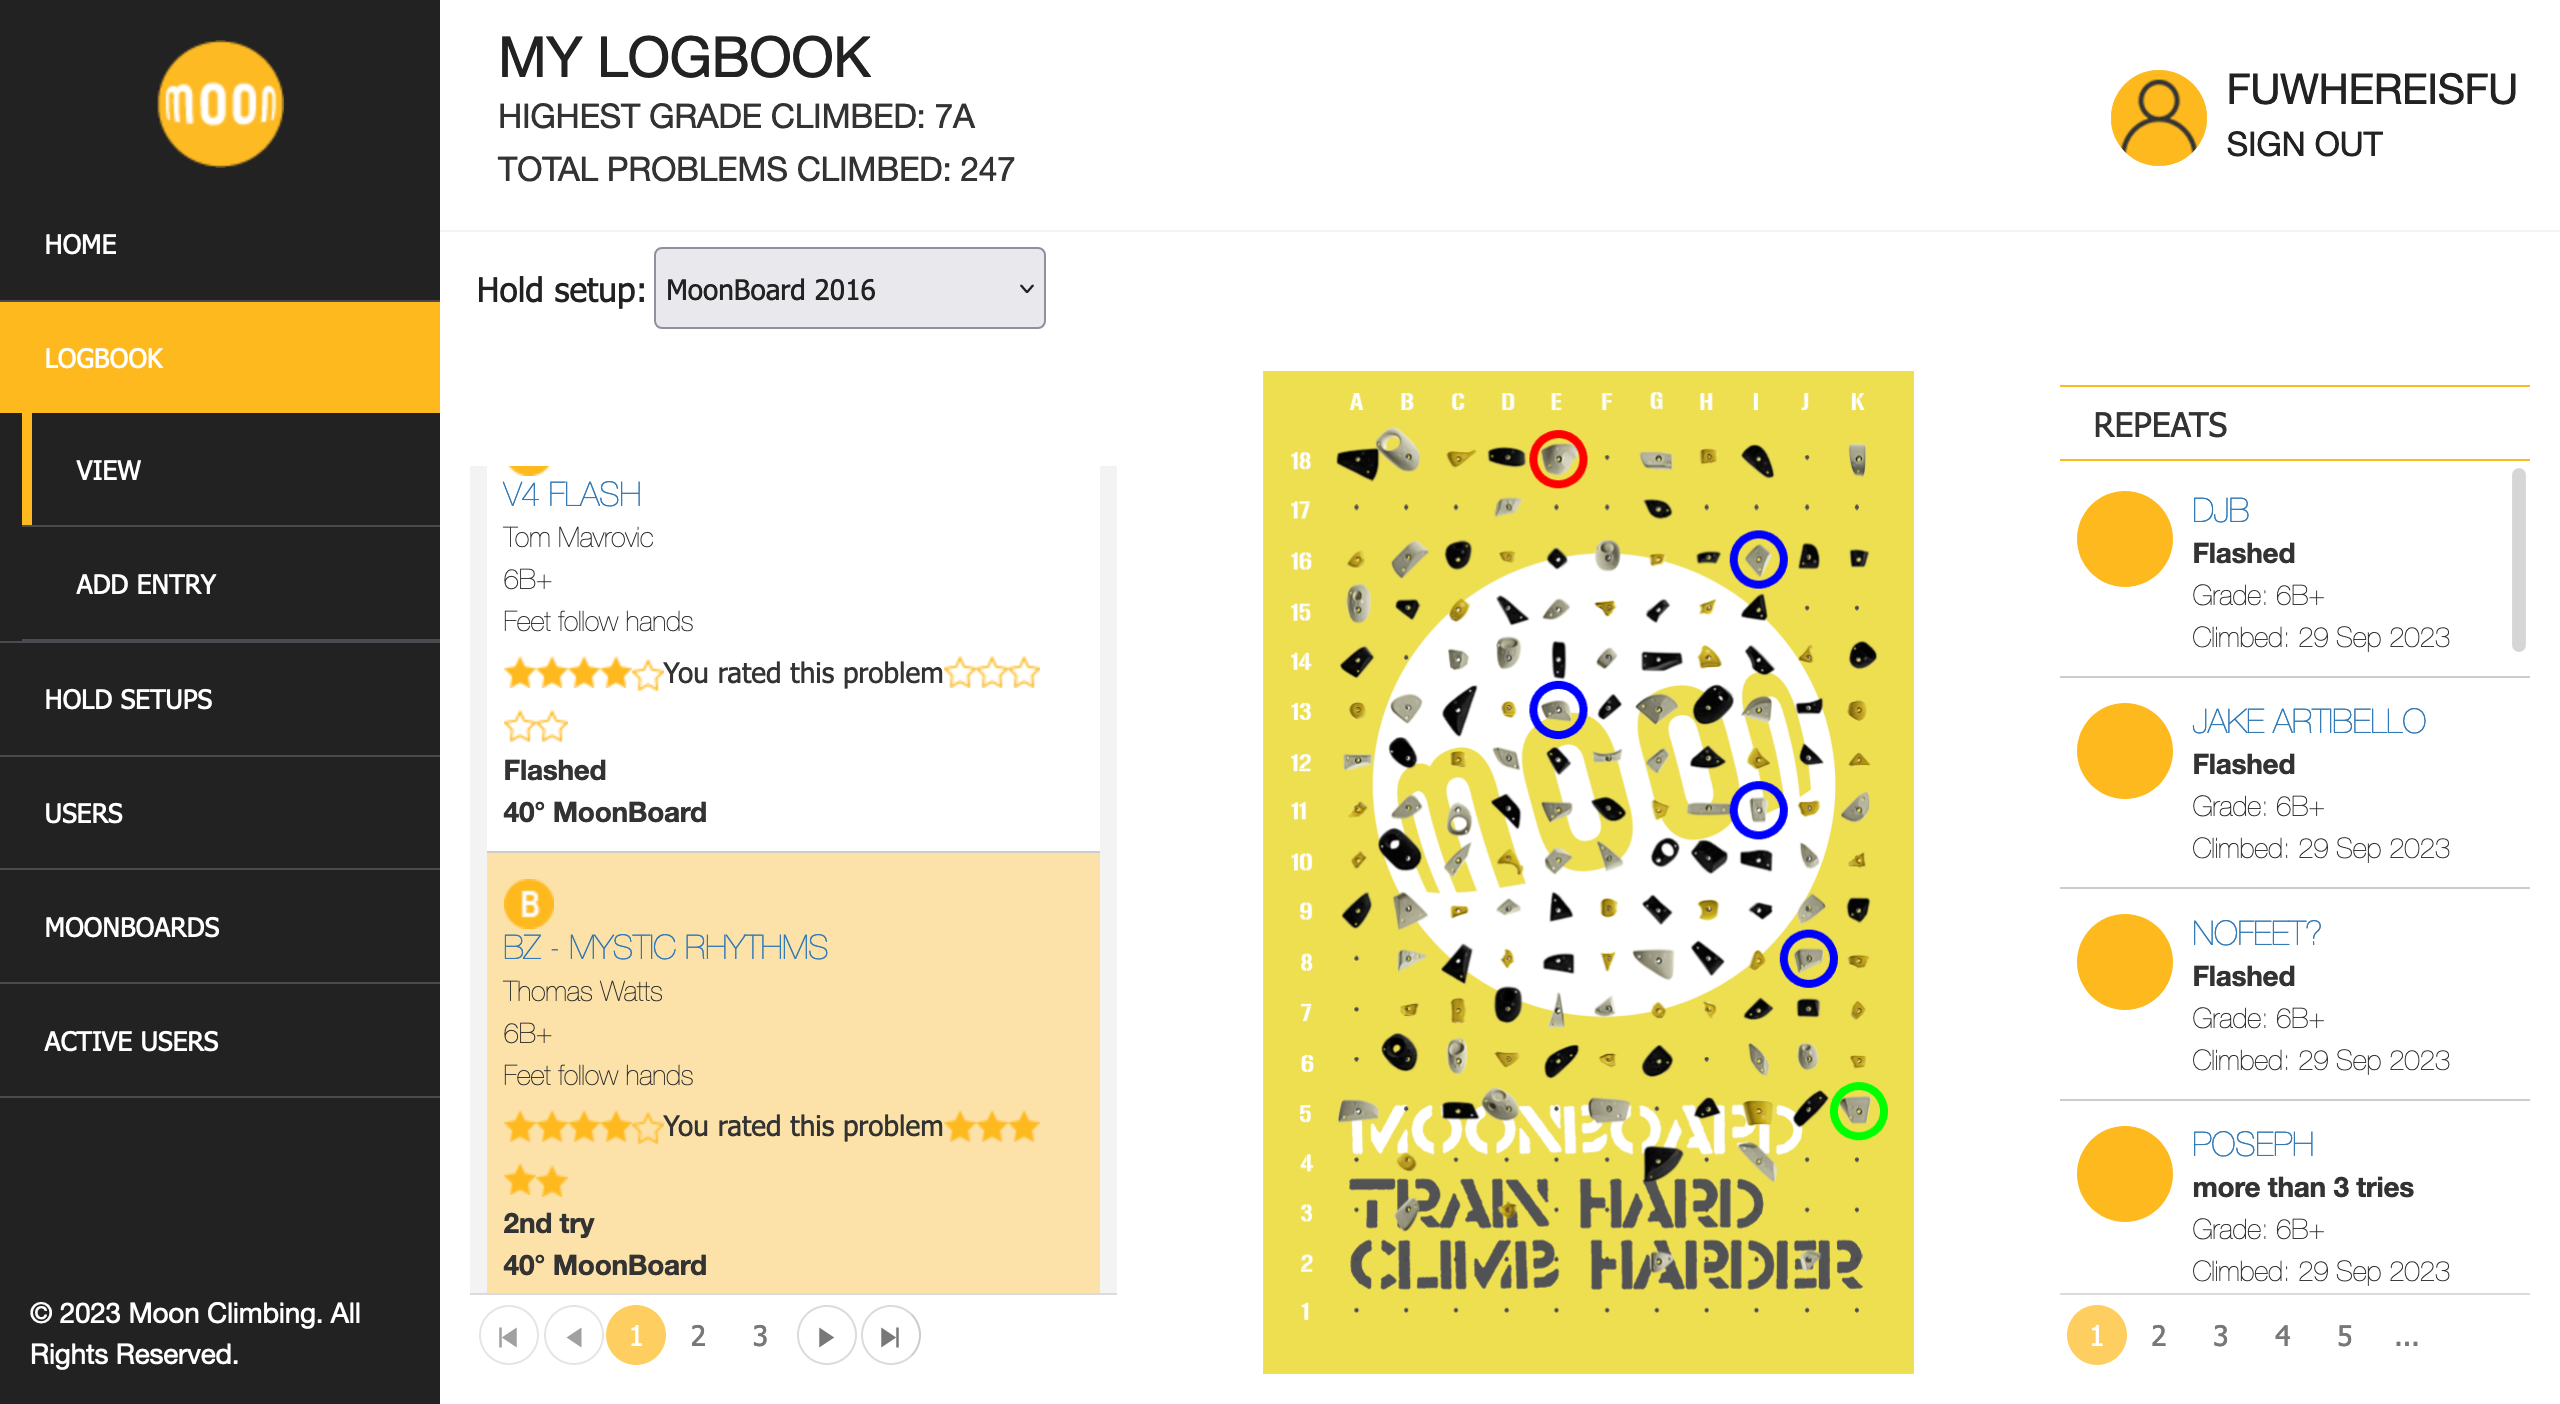 moon
HOME
LOGBOOK
VIEW
ADD ENTRY
HOLD SETUPS
USERS
MOONBOARDS
ACTIVE USERS
© 2023 Moon Climbing. All
Rights Reserved.
MY LOGBOOK
HIGHEST GRADE CLIMBED: 7A
TOTAL PROBLEMS CLIMBED: 247
FUWHEREISFU
SIGN OUT
Hold setup: MoonBoard 2016
V4 FLASH
Tom Mavrovic
6B+
Feet follow hands
You rated this problem
Flashed
40° MoonBoard
B
BZ - MYSTIC RHYTHMS
Thomas Watts
6B+
Feet follow hands
You rated this problem
2nd try
40° MoonBoard
1 2 3
A B C D E F G H I J K
18
17
16
15
14
13
12
11
10
9
8
7
6
5
4
3
2
1
moon
MOONBOARD
TRAIN HARD
CLIMB HARDER
REPEATS
DJB
Flashed
Grade: 6B+
Climbed: 29 Sep 2023
JAKE ARTIBELLO
Flashed
Grade: 6B+
Climbed: 29 Sep 2023
NOFEET?
Flashed
Grade: 6B+
Climbed: 29 Sep 2023
POSEPH
more than 3 tries
Grade: 6B+
Climbed: 29 Sep 2023
1 2 3 4 5 ...